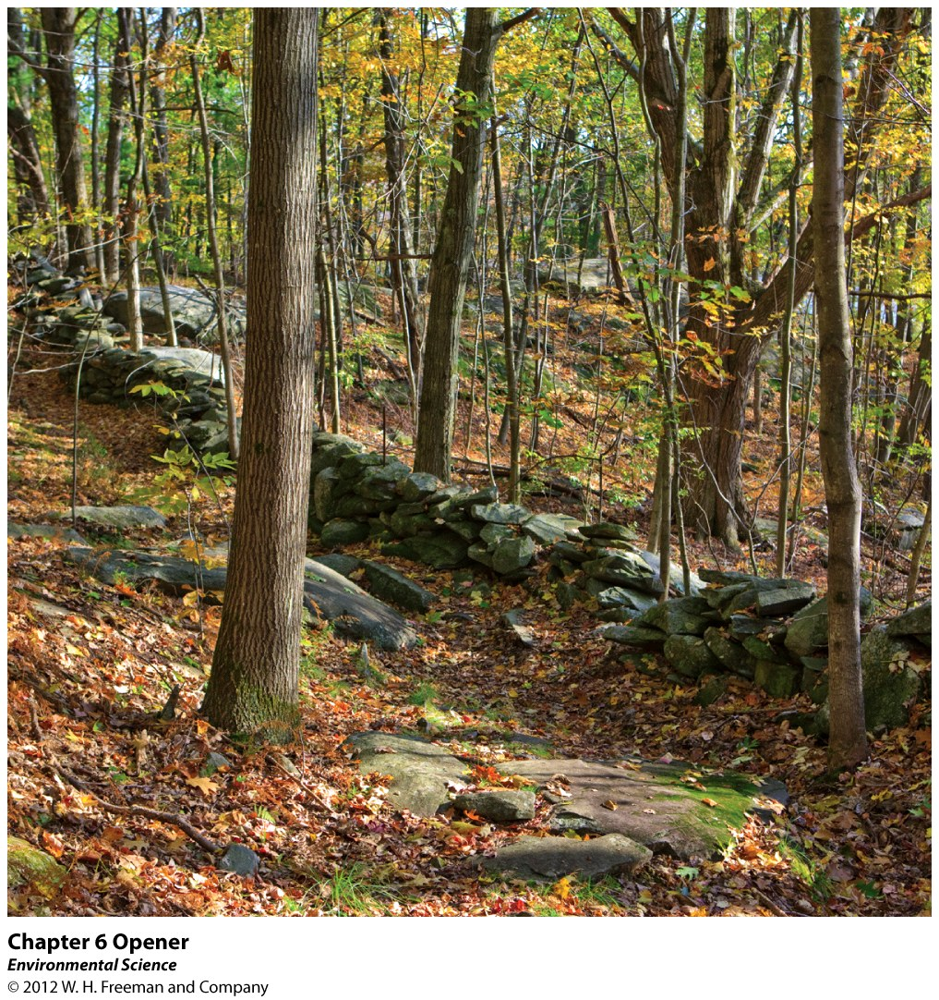 Chapter 6 Opener
Environmental Science
© 2012 W. H. Freeman and Company